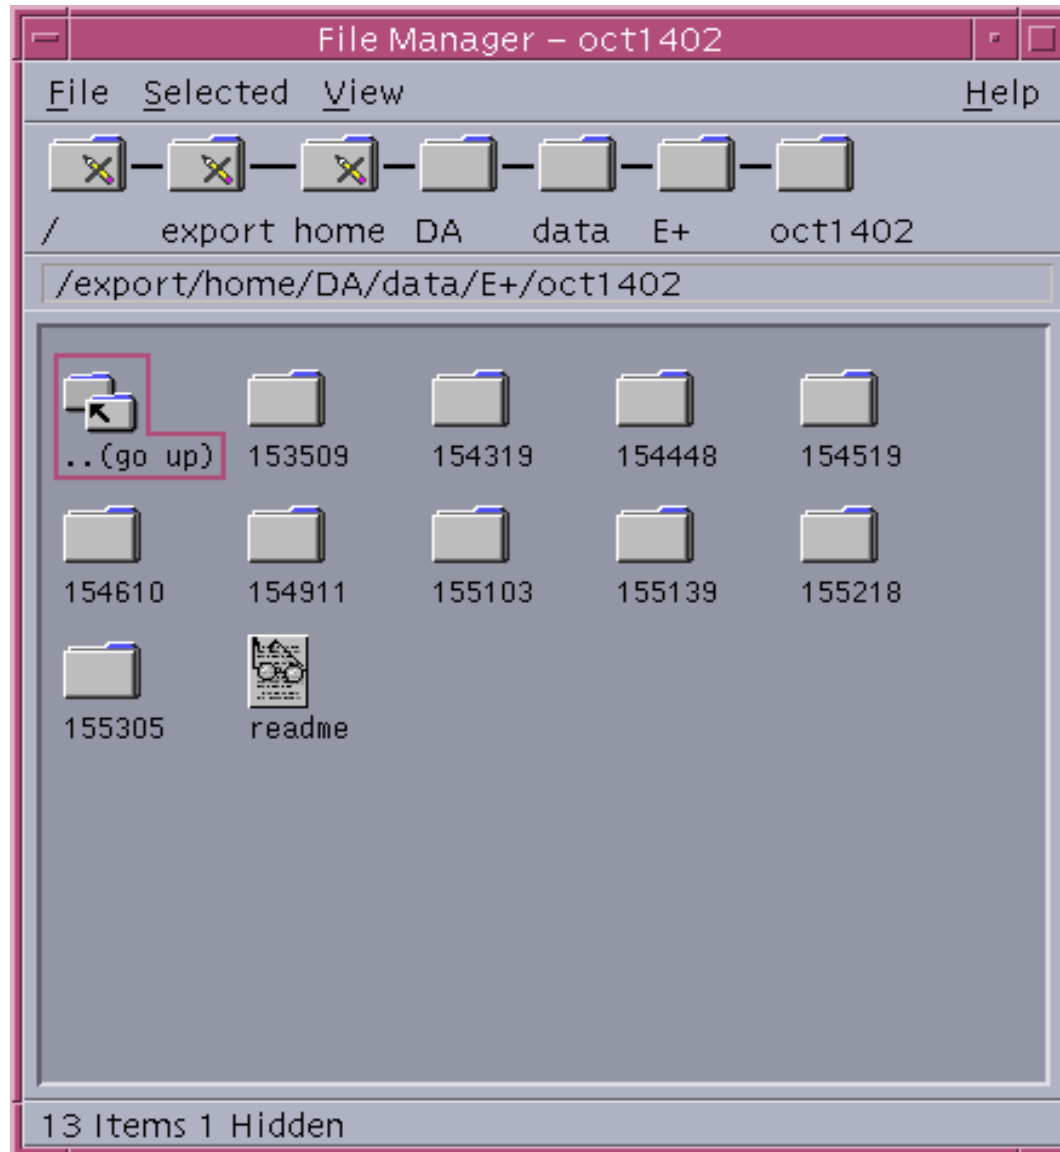 File Manager – oct1402
File Selected View Help
/ export home DA data E+ oct1402
/export/home/DA/data/E+/oct1402
..(go up) 153509 154319 154448 154519
154610 154911 155103 155139 155218
155305 readme
13 Items 1 Hidden